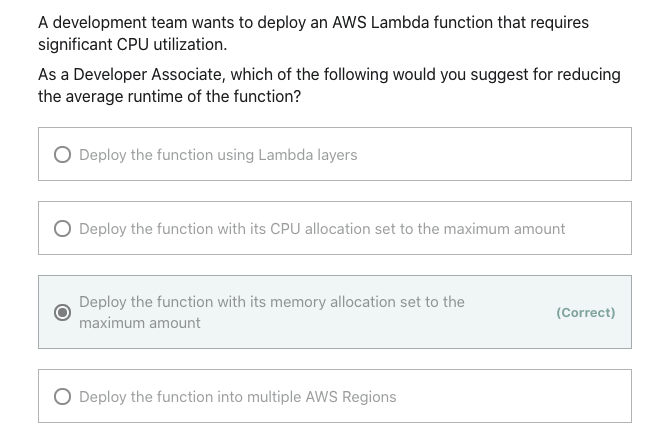 A development team wants to deploy an AWS Lambda function that requires
significant CPU utilization.
As a Developer Associate, which of the following would you suggest for reducing
the average runtime of the function?
Deploy the function using Lambda layers
Deploy the function with its CPU allocation set to the maximum amount
Deploy the function with its memory allocation set to the
maximum amount
(Correct)
Deploy the function into multiple AWS Regions